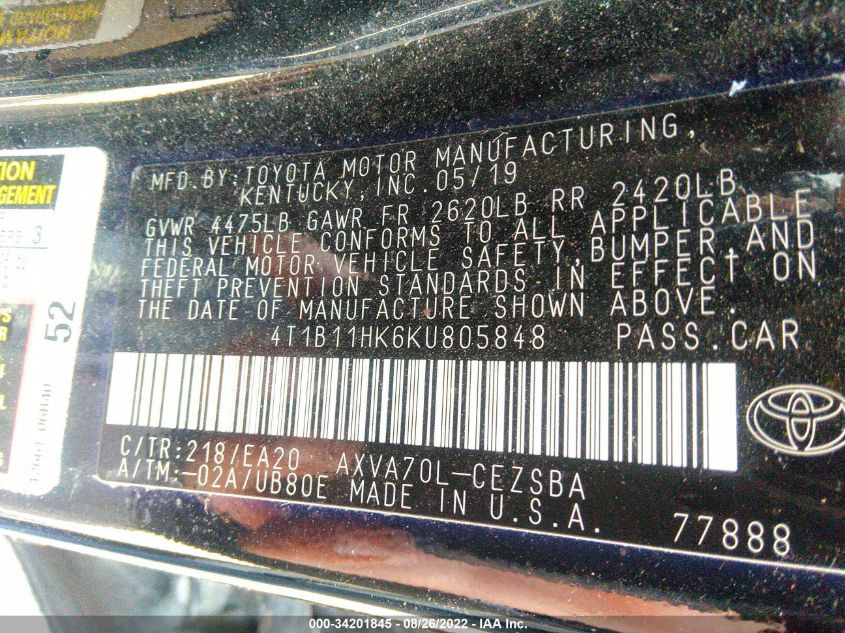 MFD.BY:TOYOTA MOTOR MANUFACTURING,
KENTUCKY,INC.05/19
GVWR 4475LB GAWR FR 2620LB RR 2420LB
THIS VEHICLE CONFORMS TO ALL APPLICABLE
FEDERAL MOTOR VEHICLE SAFETY,BUMPER,AND
THEFT PREVENTION STANDARDS IN EFFECT ON
THE DATE OF MANUFACTURE SHOWN ABOVE.
4T1B11HK6KU805848 PASS.CAR
C/TR:218/EA20 AXVA70L-CEZSBA
A/TM:-02A/UB80E MADE IN U.S.A.
77888
52
000-34201845 - 08/26/2022 - IAA Inc.